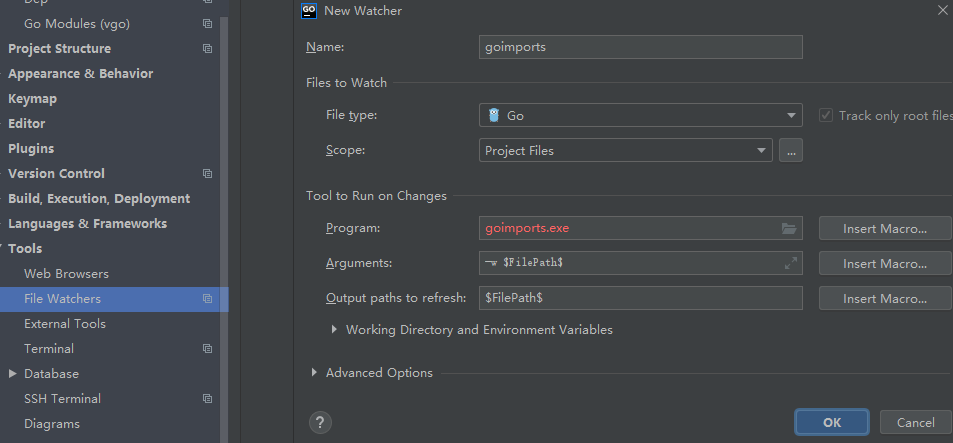 Dep
Go Modules (vgo)
Project Structure
Appearance & Behavior
Keymap
Editor
Plugins
Version Control
Build, Execution, Deployment
Languages & Frameworks
Tools
Web Browsers
File Watchers
External Tools
Terminal
Database
SSH Terminal
Diagrams
GO New Watcher
Name: goimports
Files to Watch
File type: Go Track only root files
Scope: Project Files ...
Tool to Run on Changes
Program: goimports.exe Insert Macro...
Arguments: -w $FilePath$ Insert Macro...
Output paths to refresh: $FilePath$ Insert Macro...
Working Directory and Environment Variables
Advanced Options
? OK Cancel